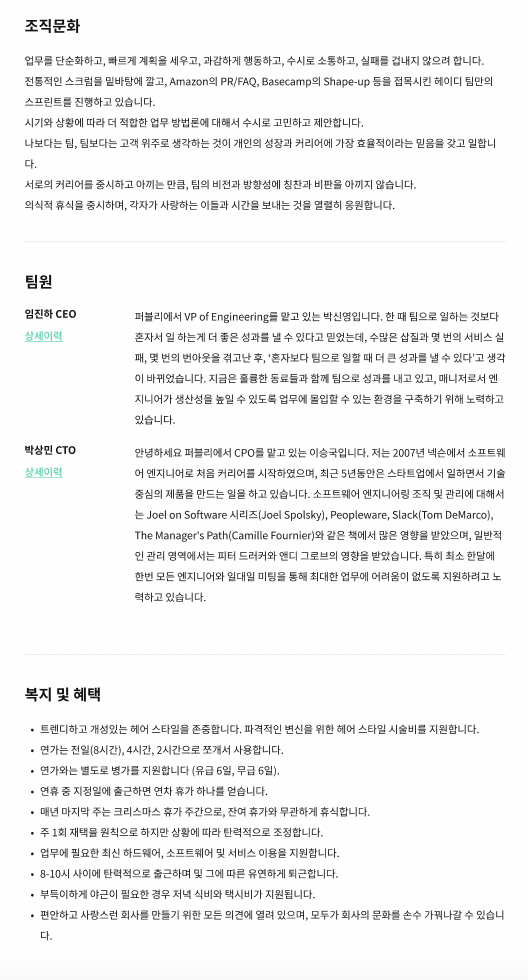 조직문화
업무를 단순화하고, 빠르게 계획을 세우고, 과감하게 행동하고, 수시로 소통하고, 실패를 겁내지 않으려 합니다.
전통적인 스크럼을 밑바탕에 깔고, Amazon의 PR/FAQ, Basecamp의 Shape-up 등을 접목시킨 헤이디 팀만의
스프린트를 진행하고 있습니다.
시기와 상황에 따라 더 적합한 업무 방법론에 대해서 수시로 고민하고 제안합니다.
나보다는 팀, 팀보다는 고객 위주로 생각하는 것이 개인의 성장과 커리어에 가장 효율적이라는 믿음을 갖고 일합니
다.
서로의 커리어를 중시하고 아끼는 만큼, 팀의 비전과 방향성에 칭찬과 비판을 아끼지 않습니다.
의식적 휴식을 중시하며, 각자가 사랑하는 이들과 시간을 보내는 것을 열렬히 응원합니다.
팀원
임진하 CEO
상세이력
퍼블리에서 VP of Engineering를 맡고 있는 박신영입니다. 한 때 팀으로 일하는 것보다
혼자서 일 하는게 더 좋은 성과를 낼 수 있다고 믿었는데, 수많은 삽질과 몇 번의 서비스 실
패, 몇 번의 번아웃을 겪고난 후, ‘혼자보다 팀으로 일할 때 더 큰 성과를 낼 수 있다’고 생각
이 바뀌었습니다. 지금은 훌륭한 동료들과 함께 팀으로 성과를 내고 있고, 매니저로서 엔
지니어가 생산성을 높일 수 있도록 업무에 몰입할 수 있는 환경을 구축하기 위해 노력하고
있습니다.
박상민 CTO
상세이력
안녕하세요 퍼블리에서 CPO를 맡고 있는 이승국입니다. 저는 2007년 넥슨에서 소프트웨
어 엔지니어로 처음 커리어를 시작하였으며, 최근 5년동안은 스타트업에서 일하면서 기술
중심의 제품을 만드는 일을 하고 있습니다. 소프트웨어 엔지니어링 조직 및 관리에 대해서
는 Joel on Software 시리즈(Joel Spolsky), Peopleware, Slack(Tom DeMarco),
The Manager's Path(Camille Fournier)와 같은 책에서 많은 영향을 받았으며, 일반적
인 관리 영역에서는 피터 드러커와 앤디 그로브의 영향을 받았습니다. 특히 최소 한달에
한번 모든 엔지니어와 일대일 미팅을 통해 최대한 업무에 어려움이 없도록 지원하려고 노
력하고 있습니다.
복지 및 혜택
• 트렌디하고 개성있는 헤어 스타일을 존중합니다. 파격적인 변신을 위한 헤어 스타일 시술비를 지원합니다.
• 연가는 전일(8시간), 4시간, 2시간으로 쪼개서 사용합니다.
• 연가와는 별도로 병가를 지원합니다 (유급 6일, 무급 6일).
• 연휴 중 지정일에 출근하면 연차 휴가 하나를 얻습니다.
• 매년 마지막 주는 크리스마스 휴가 주간으로, 잔여 휴가와 무관하게 휴식합니다.
• 주 1회 재택을 원칙으로 하지만 상황에 따라 탄력적으로 조정합니다.
• 업무에 필요한 최신 하드웨어, 소프트웨어 및 서비스 이용을 지원합니다.
• 8-10시 사이에 탄력적으로 출근하며 및 그에 따른 유연하게 퇴근합니다.
• 부득이하게 야근이 필요한 경우 저녁 식비와 택시비가 지원됩니다.
• 편안하고 사랑스런 회사를 만들기 위한 모든 의견에 열려 있으며, 모두가 회사의 문화를 손수 가꿔나갈 수 있습니
다.